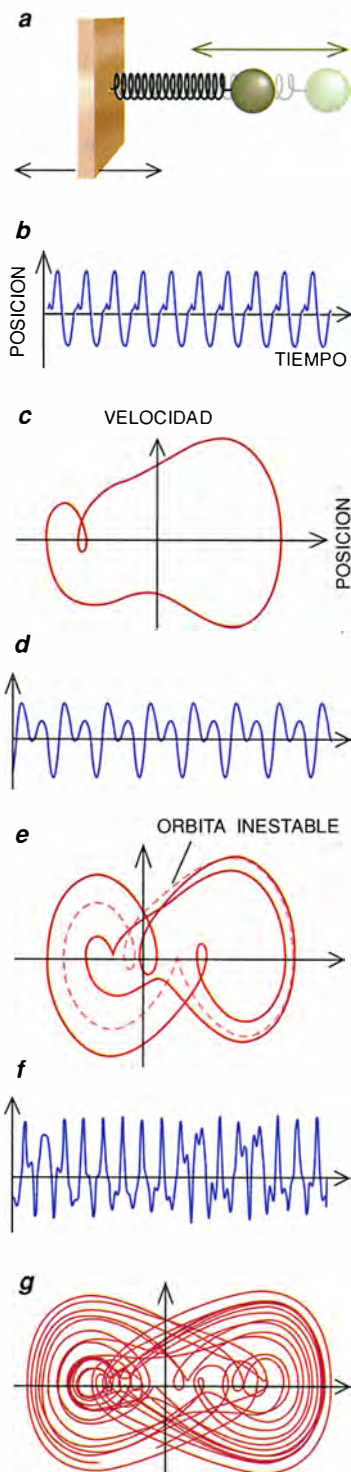 a
b
POSICION
TIEMPO
c
VELOCIDAD
POSICION
d
e
ORBITA INESTABLE
f
g